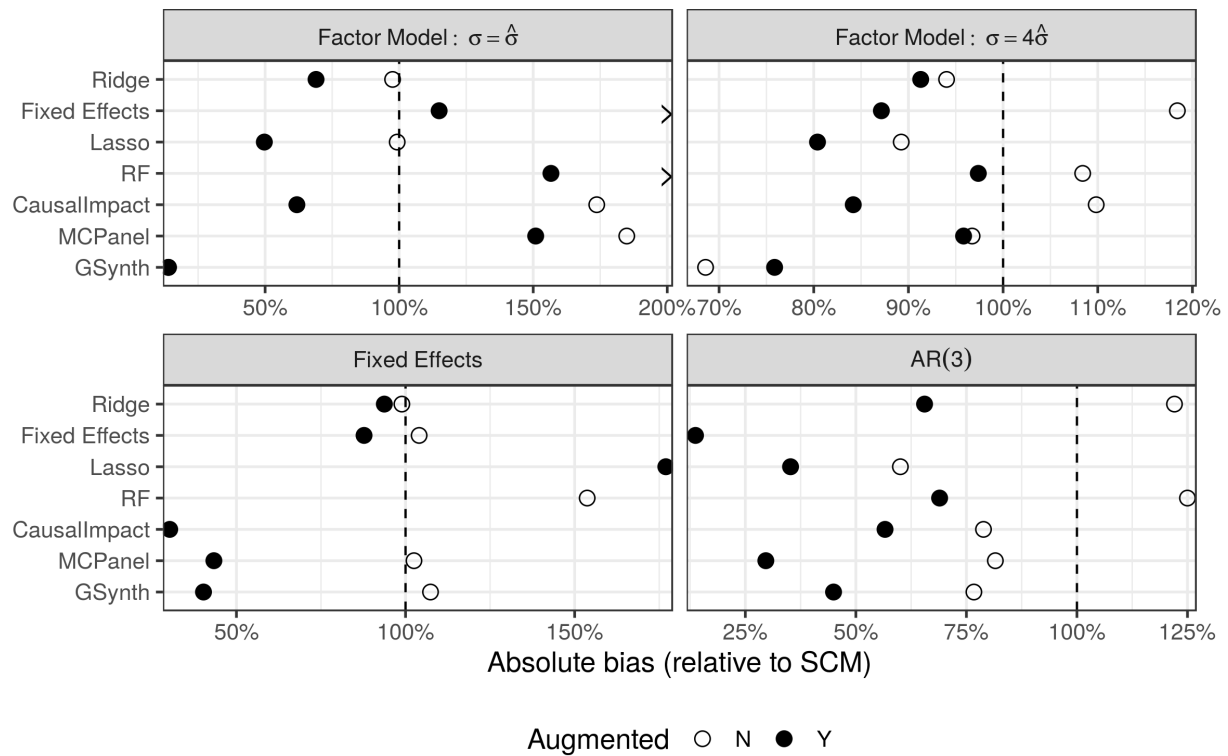 Factor Model : σ = σ̂
Factor Model : σ = 4σ̂
Ridge
Fixed Effects
Lasso
RF
CausalImpact
MCPanel
GSynth
50% 100% 150% 200%
70% 80% 90% 100% 110% 120%
Fixed Effects
AR(3)
Ridge
Fixed Effects
Lasso
RF
CausalImpact
MCPanel
GSynth
50% 100% 150%
25% 50% 75% 100% 125%
Absolute bias (relative to SCM)
Augmented N Y